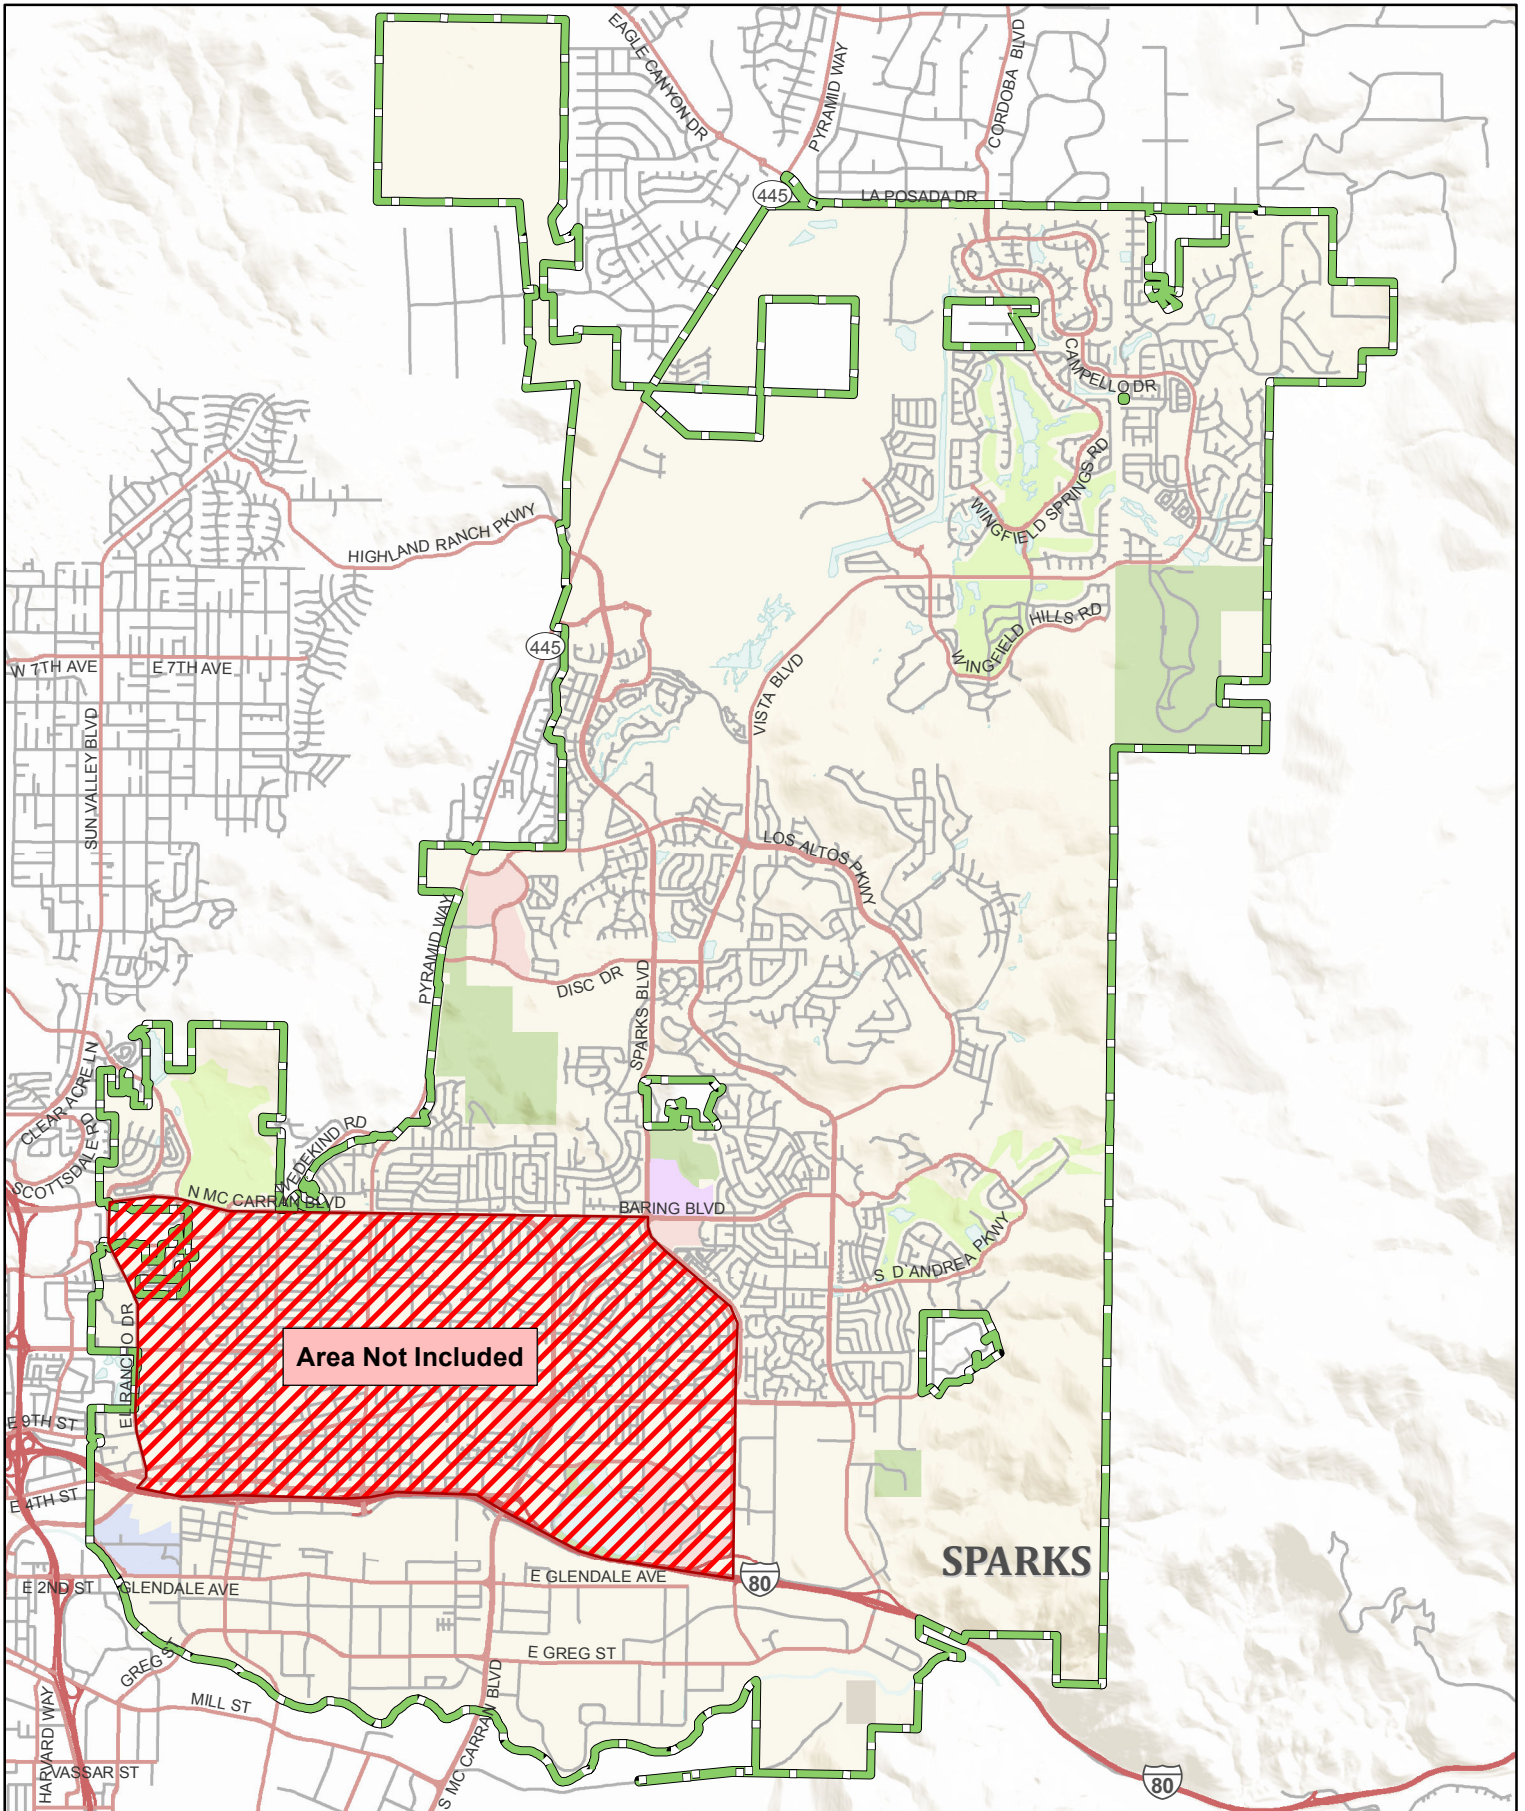 EAGLE CANYON DR
PYRAMID WAY
CORDOBA BLVD
445
LA POSADA DR
CAMPELLO DR
WINGFIELD SPRINGS RD
HIGHLAND RANCH PKWY
WINGFIELD HILLS RD
445
W 7TH AVE
E 7TH AVE
VISTA BLVD
SUN VALLEY BLVD
LOS ALTOS PKWY
PYRAMID WAY
DISC DR
SPARKS BLVD
CLEAR ACRE LN
SCOTTSDALE RD
WEDEKIND RD
N MC CARRAN BLVD
BARING BLVD
S D'ANDREA PKWY
EL RANCHO DR
Area Not Included
E 9TH ST
E 4TH ST
SPARKS
E 2ND ST
GLENDALE AVE
E GLENDALE AVE
80
GREG ST
E GREG ST
MILL ST
HARVARD WAY
VASSAR ST
S MC CARRAN BLVD
80